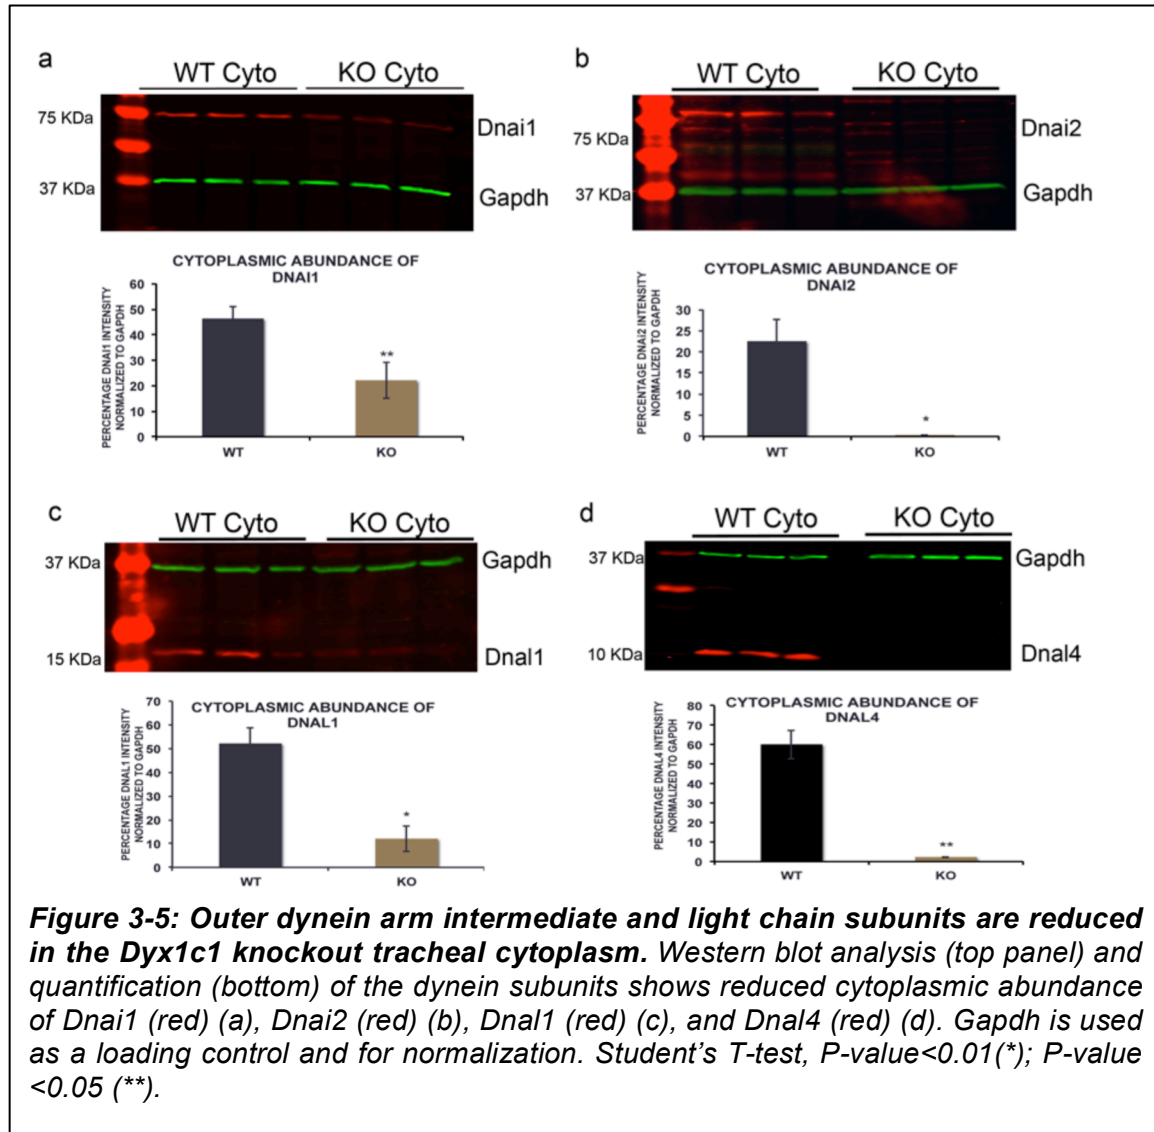 a
WT Cyto KO Cyto
75 KDa
Dnai1
37 KDa
Gapdh
CYTOPLASMIC ABUNDANCE OF
DNAI1
PERCENTAGE DNAI1 INTENSITY
NORMALIZED TO GAPDH
60
50
40
30
20
10
0
**
WT KO
b
WT Cyto KO Cyto
Dnai2
75 KDa
37 KDa
Gapdh
CYTOPLASMIC ABUNDANCE OF
DNAI2
PERCENTAGE DNAi2 INTENSITY
NORMALIZED TO GAPDH
30
25
20
15
10
5
0
*
WT KO
c
WT Cyto KO Cyto
37 KDa
Gapdh
15 KDa
Dnal1
CYTOPLASMIC ABUNDANCE OF
DNAL1
PERCENTAGE DNAL1 INTENSITY
NORMALIZED TO GAPDH
70
60
50
40
30
20
10
0
*
WT KO
d
WT Cyto KO Cyto
37 KDa
Gapdh
10 KDa
Dnal4
CYTOPLASMIC ABUNDANCE OF
DNAL4
PERCENTAGE DNAL4 INTENSITY
NORMALIZED TO GAPDH
80
70
60
50
40
30
20
10
0
**
WT KO
Figure 3-5: Outer dynein arm intermediate and light chain subunits are reduced
in the Dyx1c1 knockout tracheal cytoplasm. Western blot analysis (top panel) and
quantification (bottom) of the dynein subunits shows reduced cytoplasmic abundance
of Dnai1 (red) (a), Dnai2 (red) (b), Dnal1 (red) (c), and Dnal4 (red) (d). Gapdh is used
as a loading control and for normalization. Student's T-test, P-value<0.01(*); P-value
<0.05 (**).